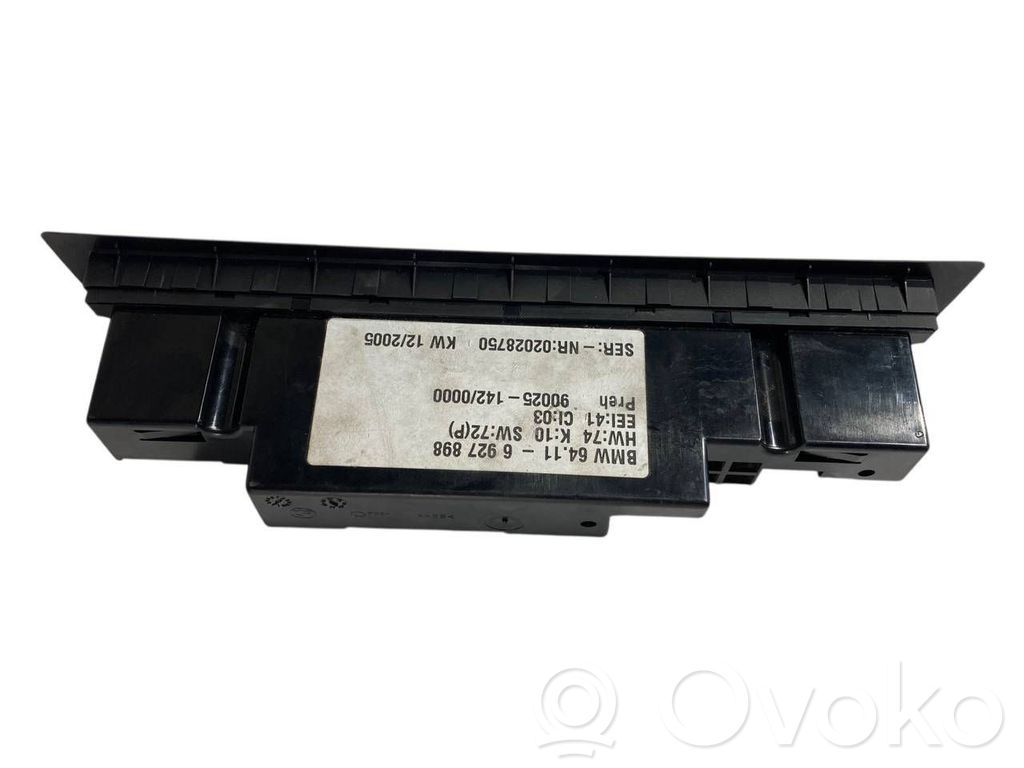 BMW 64.11 - 6 927 898
HW:74 K:10 SW:72(P)
EEI:41 CI:03
Preh 90025-142/0000
SER:-NR:02028750 KW 12/2005
Ovoko